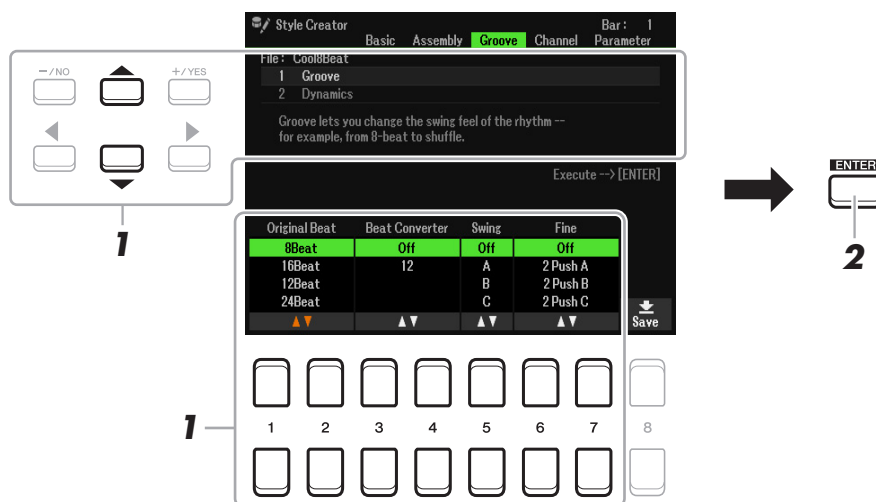 Style Creator
Bar: 1
Basic Assembly Groove Channel Parameter
File: Cool8Beat
-/NO +/YES
1 Groove
2 Dynamics
Groove lets you change the swing feel of the rhythm --
for example, from 8-beat to shuffle.
Execute -->[ENTER]
ENTER
1
2
Original Beat Beat Converter Swing Fine
8Beat Off Off Off
16Beat 12 A 2 Push A
12Beat B 2 Push B
24Beat C 2 Push C
Save
1
1 2 3 4 5 6 7 8